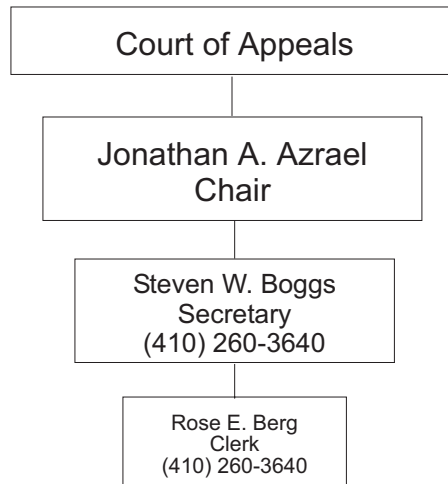 Court of Appeals
Jonathan A. Azrael
Chair
Steven W. Boggs
Secretary
(410) 260-3640
Rose E. Berg
Clerk
(410) 260-3640